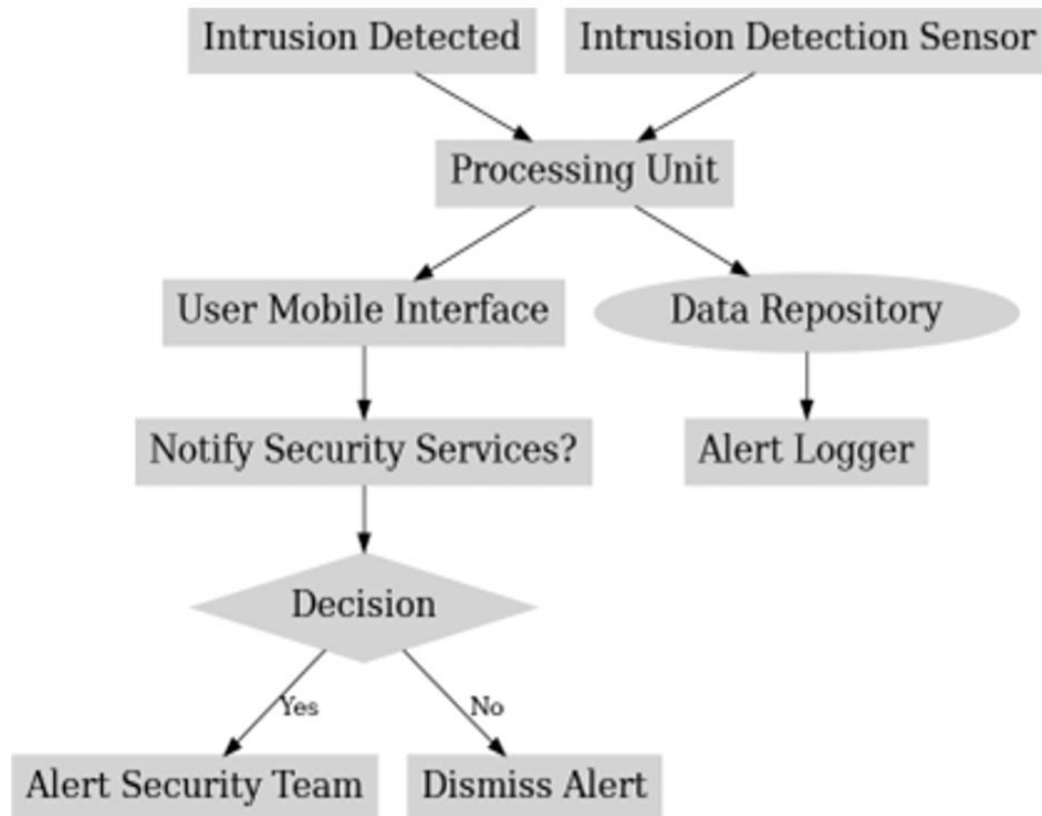 Intrusion Detected
Intrusion Detection Sensor
Processing Unit
User Mobile Interface
Data Repository
Notify Security Services?
Alert Logger
Decision
Yes
No
Alert Security Team
Dismiss Alert